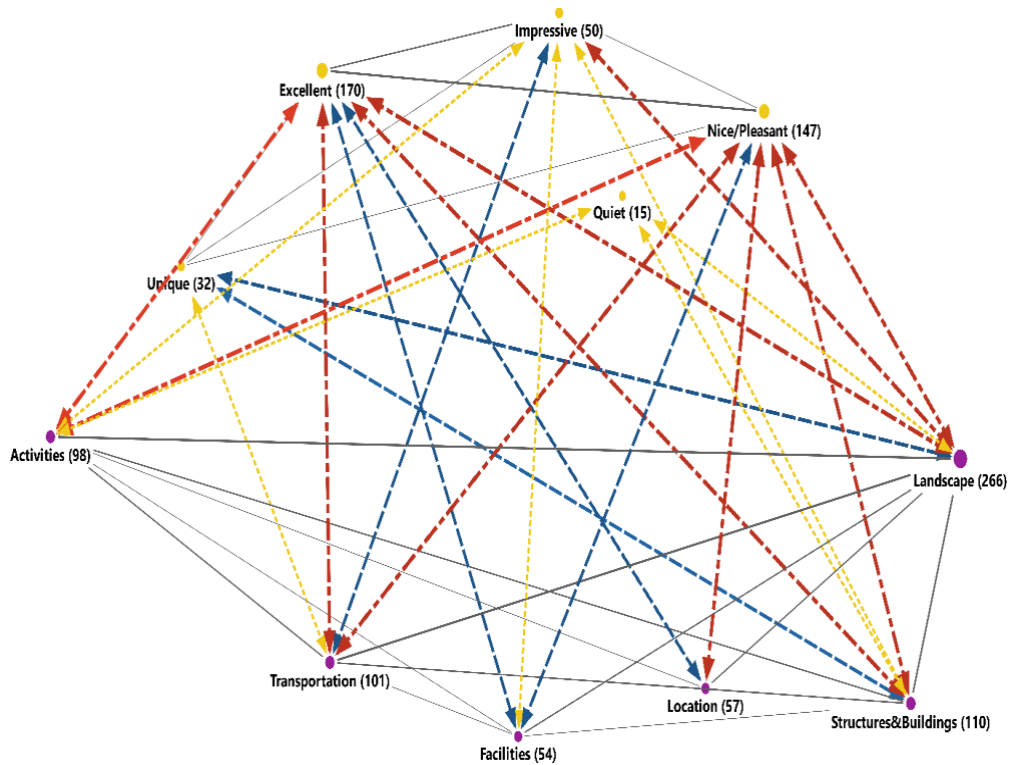 Impressive (50)
Excellent (170)
Nice/Pleasant (147)
Quiet (15)
Unique (32)
Activities (98)
Landscape (266)
Transportation (101)
Location (57)
Structures&Buildings (110)
Facilities (54)